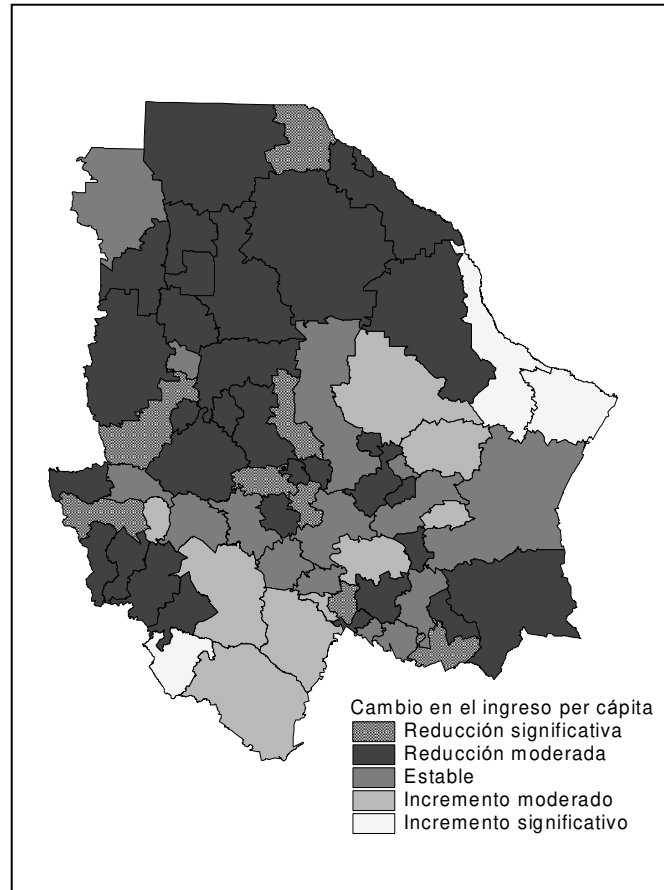 Cambio en el ingreso per cápita
Reducción significativa
Reducción moderada
Estable
Incremento moderado
Incremento significativo